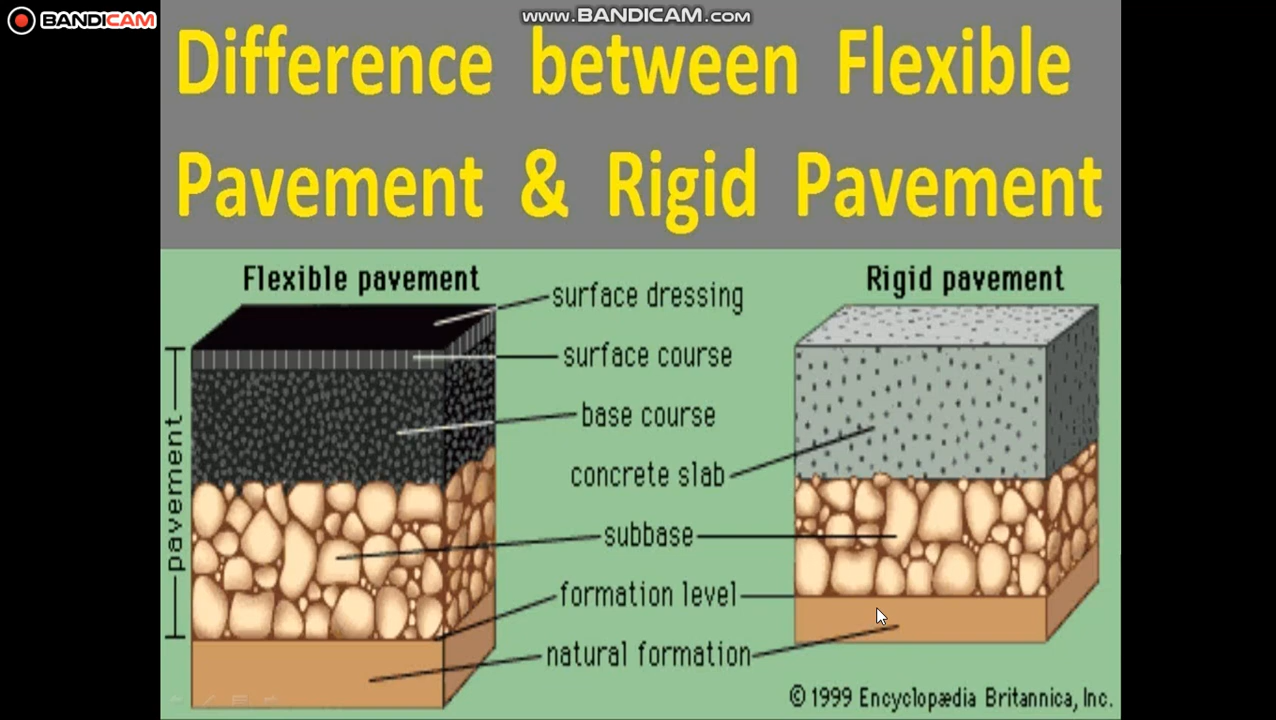 BANDICAM
www.BANDICAM.com
Difference between Flexible
Pavement & Rigid Pavement
Flexible pavement
Rigid pavement
surface dressing
surface course
base course
concrete slab
subbase
formation level
natural formation
pavement
© 1999 Encyclopædia Britannica, Inc.